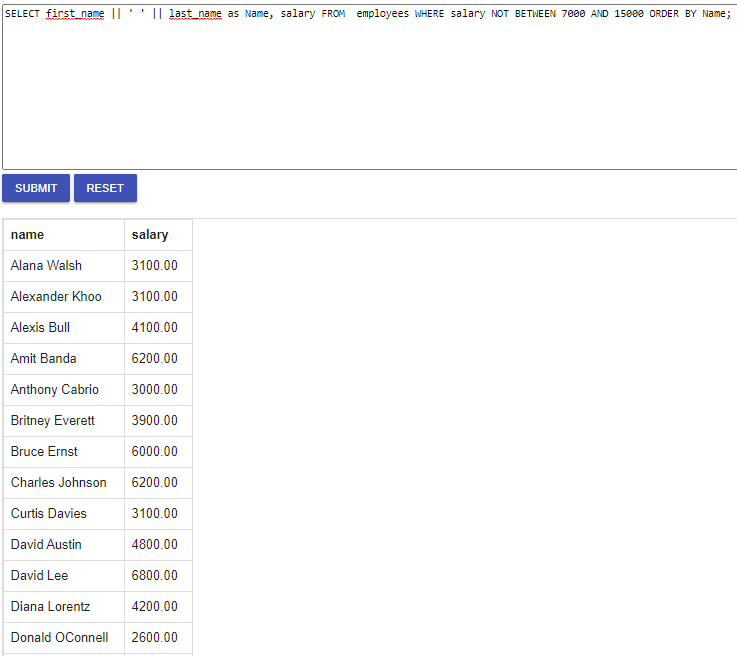 SELECT first_name || ' ' || last_name as Name, salary FROM  employees WHERE salary NOT BETWEEN 7000 AND 15000 ORDER BY Name;
SUBMIT RESET
name salary
Alana Walsh 3100.00
Alexander Khoo 3100.00
Alexis Bull 4100.00
Amit Banda 6200.00
Anthony Cabrio 3000.00
Britney Everett 3900.00
Bruce Ernst 6000.00
Charles Johnson 6200.00
Curtis Davies 3100.00
David Austin 4800.00
David Lee 6800.00
Diana Lorentz 4200.00
Donald OConnell 2600.00